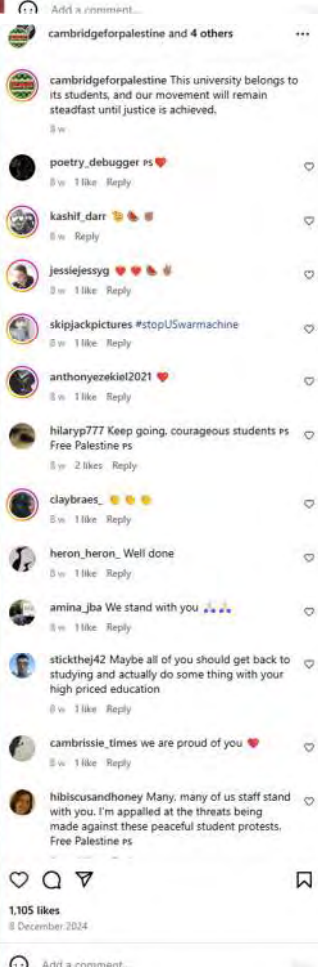 Add a comment...
cambridgeforpalestine and 4 others
cambridgeforpalestine This university belongs to
its students, and our movement will remain
steadfast until justice is achieved.
8 w
poetry_debugger PS❤️
8 w 1 like Reply
kashif_darr
8 w Reply
jessiejessyg ❤️ ❤️ 🍉
8 w 1 like Reply
skipjackpictures #stopUSwarmachine
8 w 1 like Reply
anthonyezekiel2021 ❤️
8 w 1 like Reply
hilaryp777 Keep going, courageous students PS
Free Palestine PS
8 w 2 likes Reply
claybraes_ 👏 👏 👏
8 w 1 like Reply
heron_heron_ Well done
8 w 1 like Reply
amina_jba We stand with you
8 w 1 like Reply
stickthej42 Maybe all of you should get back to
studying and actually do some thing with your
high priced education
8 w 1 like Reply
cambrissie_times we are proud of you ❤️
8 w 1 like Reply
hibiscusandhoney Many, many of us staff stand
with you. I'm appalled at the threats being
made against these peaceful student protests.
Free Palestine PS
1,105 likes
8 December 2024
Add a comment...